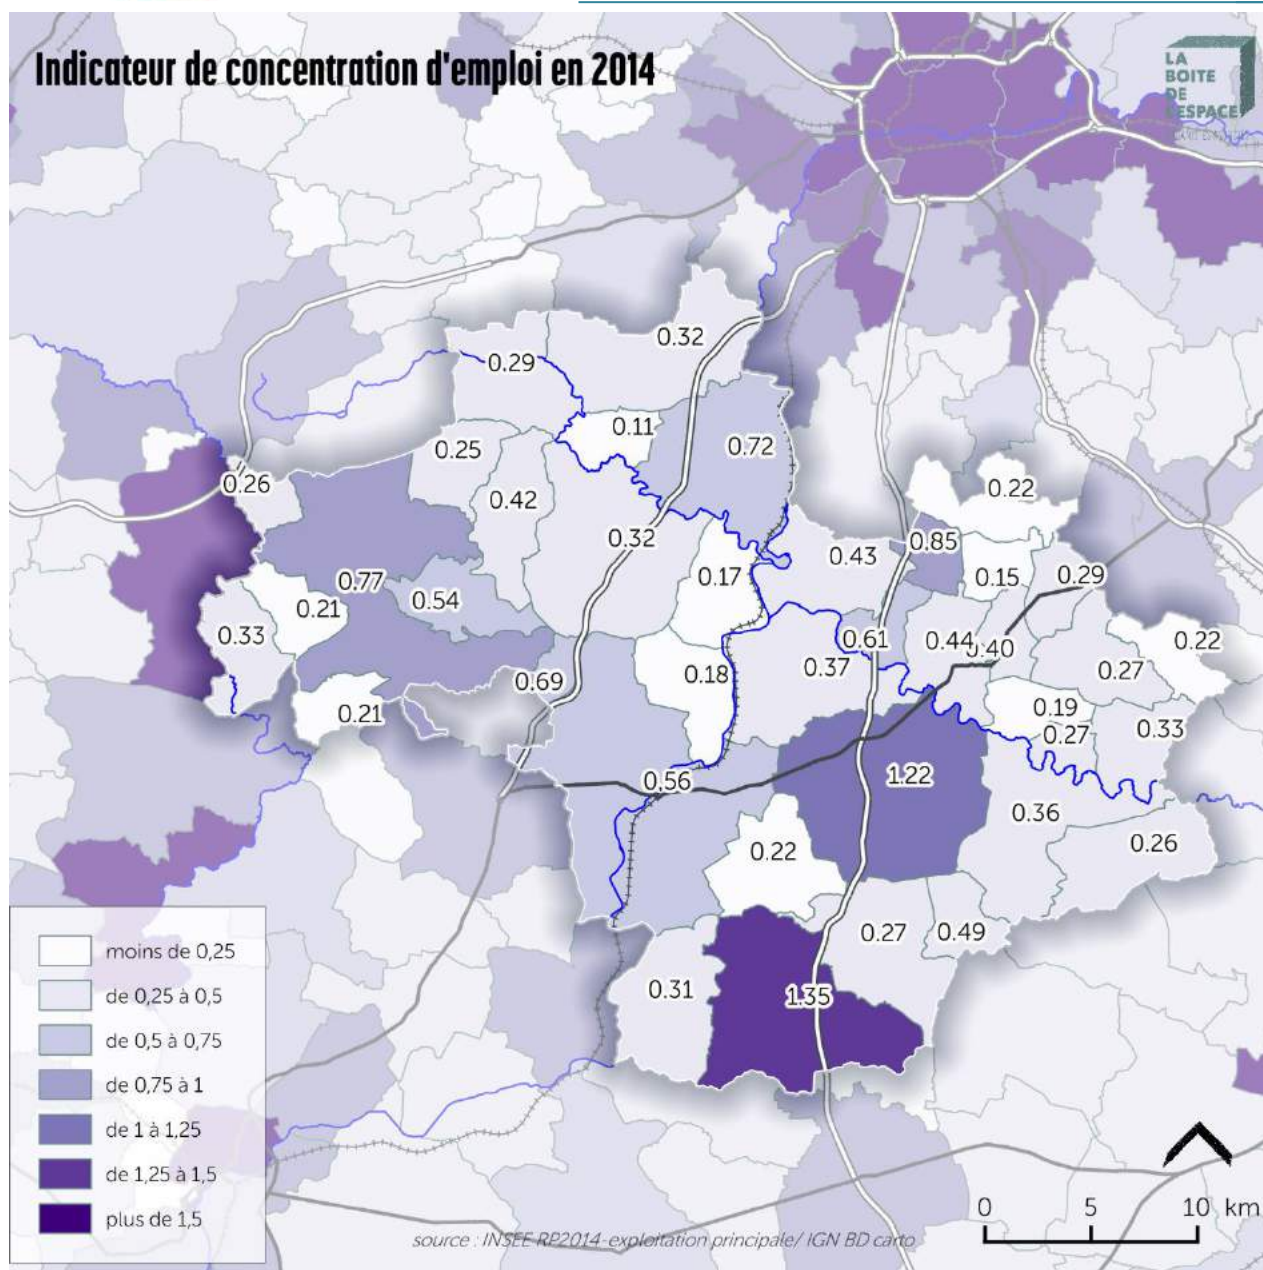 Indicateur de concentration d'emploi en 2014
LA
BOITE
DE
L'ESPACE
0.32
0.29
0.11
0.72
0.25
0.26
0.42
0.22
0.32
0.43
0.85
0.17
0.15
0.29
0.77
0.54
0.21
0.33
0.61
0.44
0.40
0.22
0.37
0.27
0.18
0.69
0.21
0.19
0.27
0.33
0.56
1.22
0.36
0.26
0.22
0.27
0.49
0.31
1.35
moins de 0,25
de 0,25 à 0,5
de 0,5 à 0,75
de 0,75 à 1
de 1 à 1,25
de 1,25 à 1,5
plus de 1,5
0 5 10 km
source : INSEE RP2014-exploitation principale/ IGN BD carto